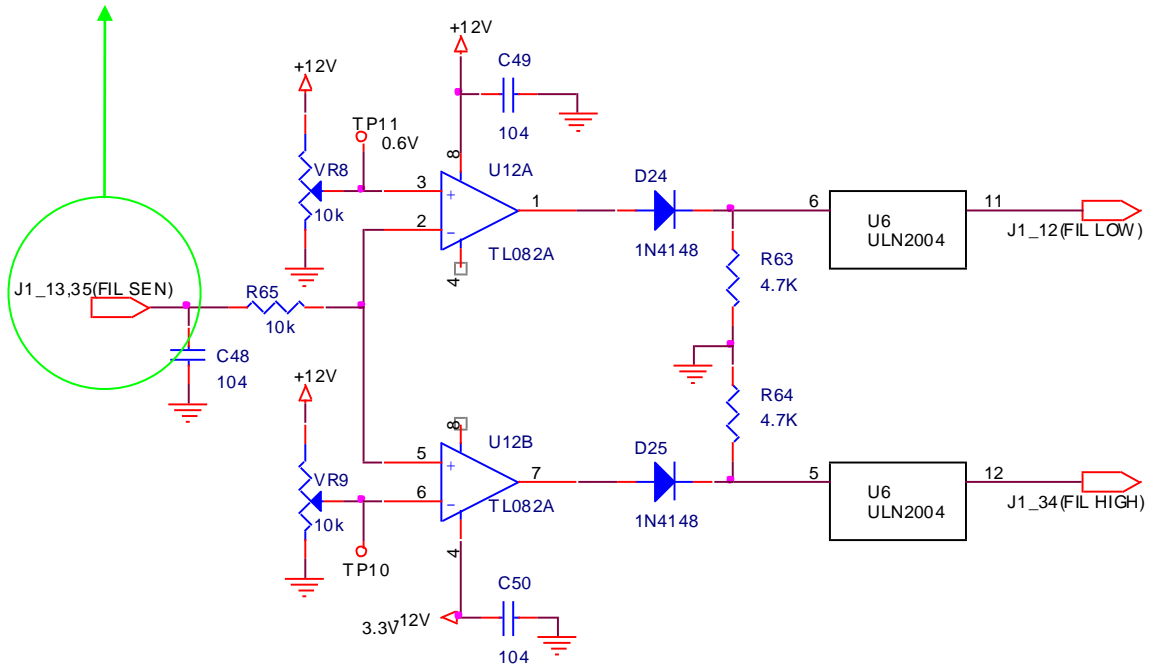 +12V
C49
104
+12V
TP11
0.6V
VR8
10k
8
U12A
3
+
2
−
1
TL082A
4
D24
1N4148
6
U6
ULN2004
11
J1_12(FIL LOW)
R63
4.7K
J1_13,35(FIL SEN)
R65
10k
C48
104
+12V
VR9
10k
8
U12B
5
+
6
−
7
TL082A
4
TP10
R64
4.7K
D25
1N4148
5
U6
ULN2004
12
J1_34(FIL HIGH)
3.3V
-12V
C50
104